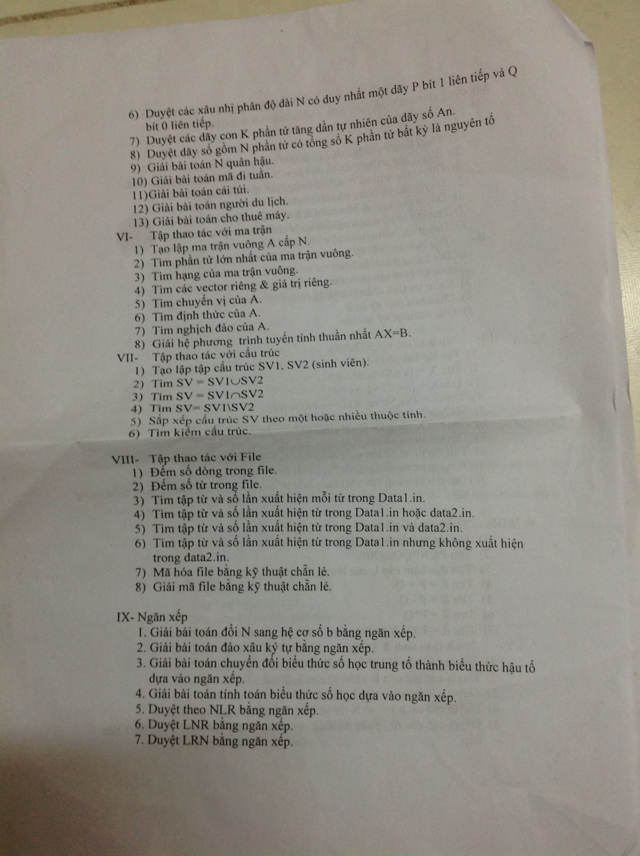 6) Duyệt các xâu nhị phân độ dài N có duy nhất một dãy P bít 1 liên tiếp và Q
bít 0 liên tiếp.
7) Duyệt các dãy con K phần tử tăng dần tự nhiên của dãy số An.
8) Duyệt dãy số gồm N phần tử có tổng số K phần tử bất kỳ là nguyên tố
9) Giải bài toán N quân hậu.
10) Giải bài toán mã đi tuần.
11)Giải bài toán cái túi.
12) Giải bài toán người du lịch.
13) Giải bài toán cho thuê máy.
VI- Tập thao tác với ma trận
1) Tạo lập ma trận vuông A cấp N.
2) Tìm phần tử lớn nhất của ma trận vuông.
3) Tìm hạng của ma trận vuông.
4) Tìm các vector riêng & giá trị riêng.
5) Tìm chuyển vị của A.
6) Tìm định thức của A.
7) Tìm nghịch đảo của A.
8) Giải hệ phương trình tuyến tính thuần nhất AX=B.
VII- Tập thao tác với cấu trúc
1) Tạo lập tập cấu trúc SV1, SV2 (sinh viên).
2) Tìm SV = SV1∪SV2
3) Tìm SV = SV1∩SV2
4) Tìm SV= SV1\SV2
5) Sắp xếp cấu trúc SV theo một hoặc nhiều thuộc tính.
6) Tìm kiếm cấu trúc.
VIII- Tập thao tác với File
1) Đếm số dòng trong file.
2) Đếm số từ trong file.
3) Tìm tập từ và số lần xuất hiện mỗi từ trong Data1.in.
4) Tìm tập từ và số lần xuất hiện từ trong Data1.in hoặc data2.in.
5) Tìm tập từ và số lần xuất hiện từ trong Data1.in và data2.in.
6) Tìm tập từ và số lần xuất hiện từ trong Data1.in nhưng không xuất hiện
trong data2.in.
7) Mã hóa file bằng kỹ thuật chẵn lẻ.
8) Giải mã file bằng kỹ thuật chẵn lẻ.
IX- Ngăn xếp
1. Giải bài toán đổi N sang hệ cơ số b bằng ngăn xếp.
2. Giải bài toán đảo xâu ký tự bằng ngăn xếp.
3. Giải bài toán chuyển đổi biểu thức số học trung tố thành biểu thức hậu tố
dựa vào ngăn xếp.
4. Giải bài toán tính toán biểu thức số học dựa vào ngăn xếp.
5. Duyệt theo NLR bằng ngăn xếp.
6. Duyệt LNR bằng ngăn xếp.
7. Duyệt LRN bằng ngăn xếp.